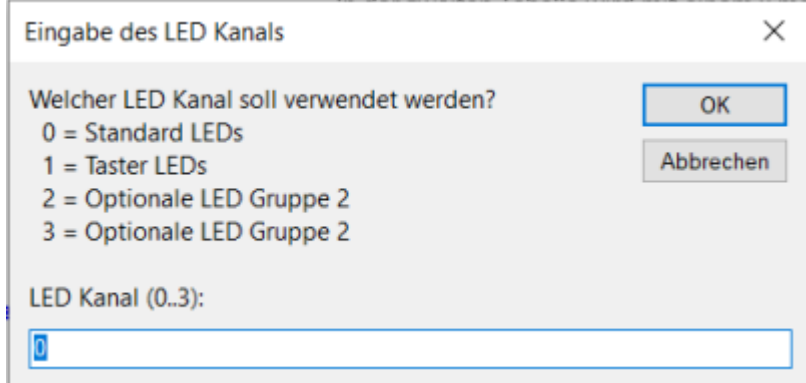 Eingabe des LED Kanals
Welcher LED Kanal soll verwendet werden?
0 = Standard LEDs
1 = Taster LEDs
2 = Optionale LED Gruppe 2
3 = Optionale LED Gruppe 2
OK
Abbrechen
LED Kanal (0..3):
0